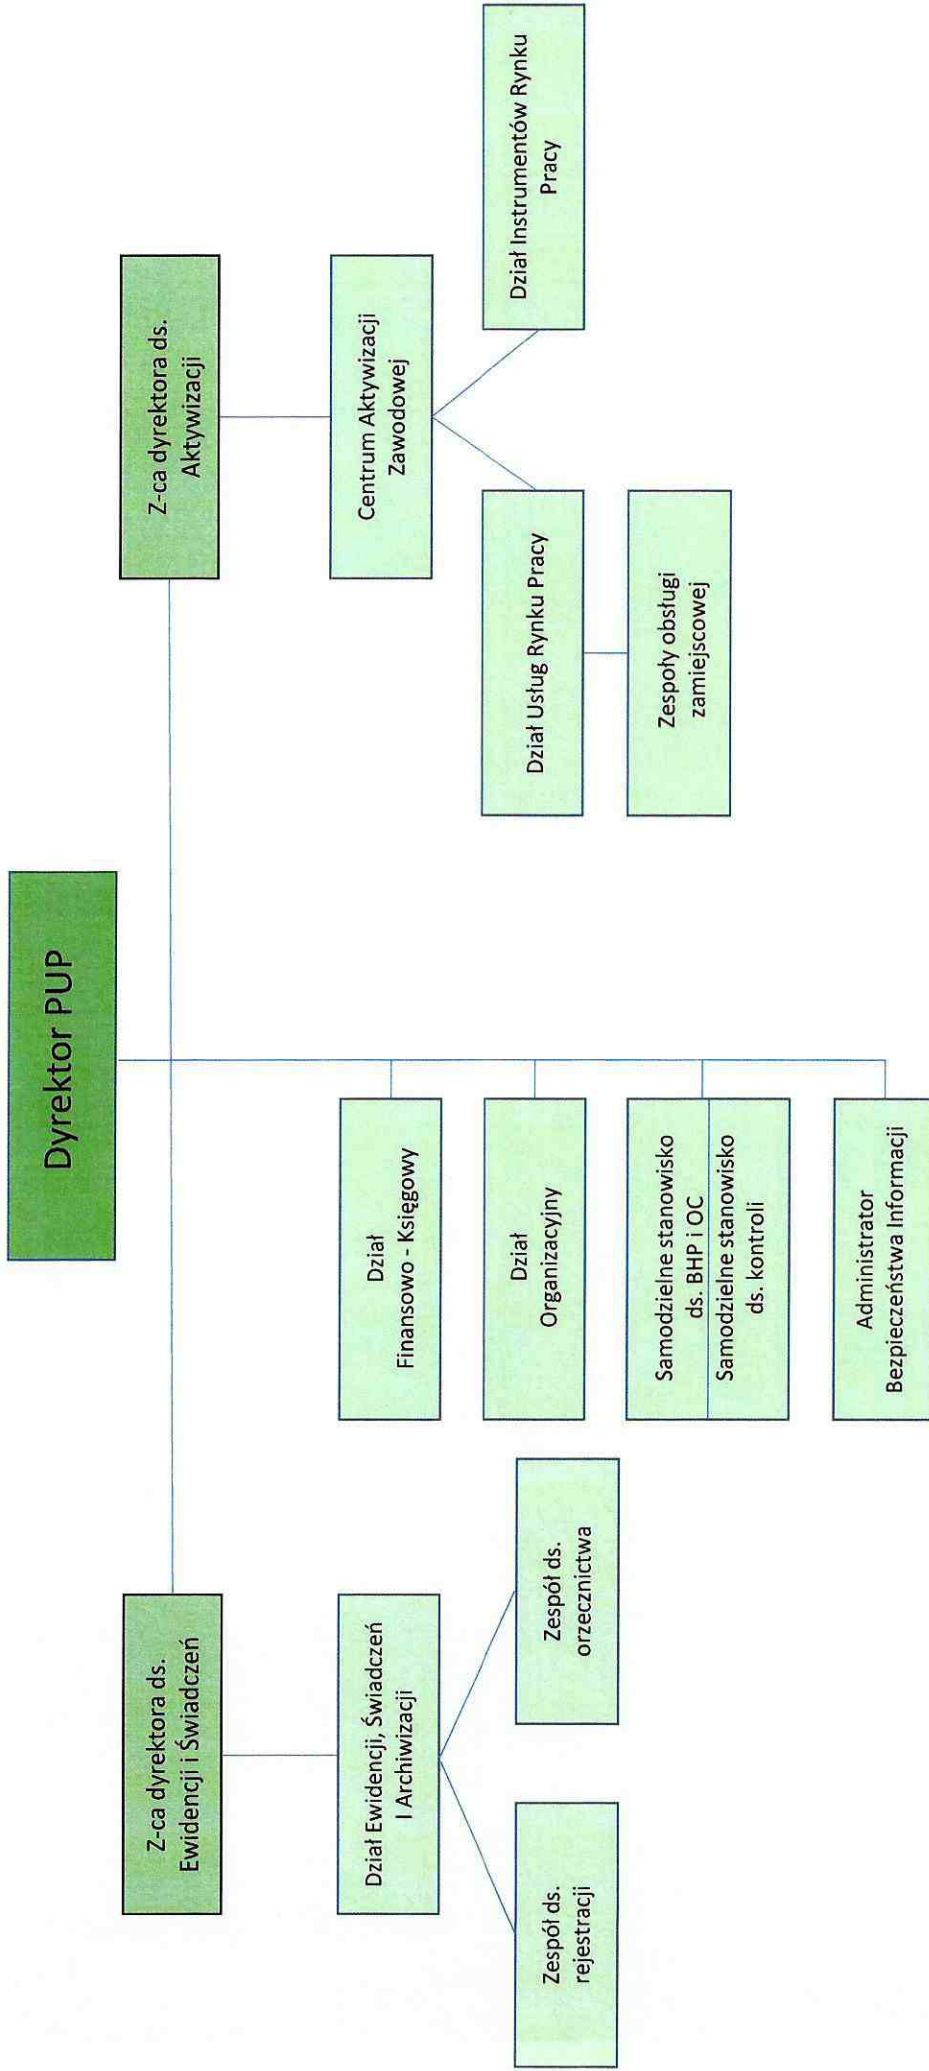 Dyrektor PUP
Z-ca dyrektora ds.
Ewidencji i Świadczeń
Dział Ewidencji, Świadczeń
I Archiwizacji
Zespół ds.
rejestracji
Zespół ds.
orzecznictwa
Dział
Finansowo - Księgowy
Dział
Organizacyjny
Samodzielne stanowisko
ds. BHP i OC
Samodzielne stanowisko
ds. kontroli
Administrator
Bezpieczeństwa Informacji
Z-ca dyrektora ds.
Aktywizacji
Centrum Aktywizacji
Zawodowej
Dział Usług Rynku Pracy
Zespoły obsługi
zamiejscowej
Dział Instrumentów Rynku
Pracy